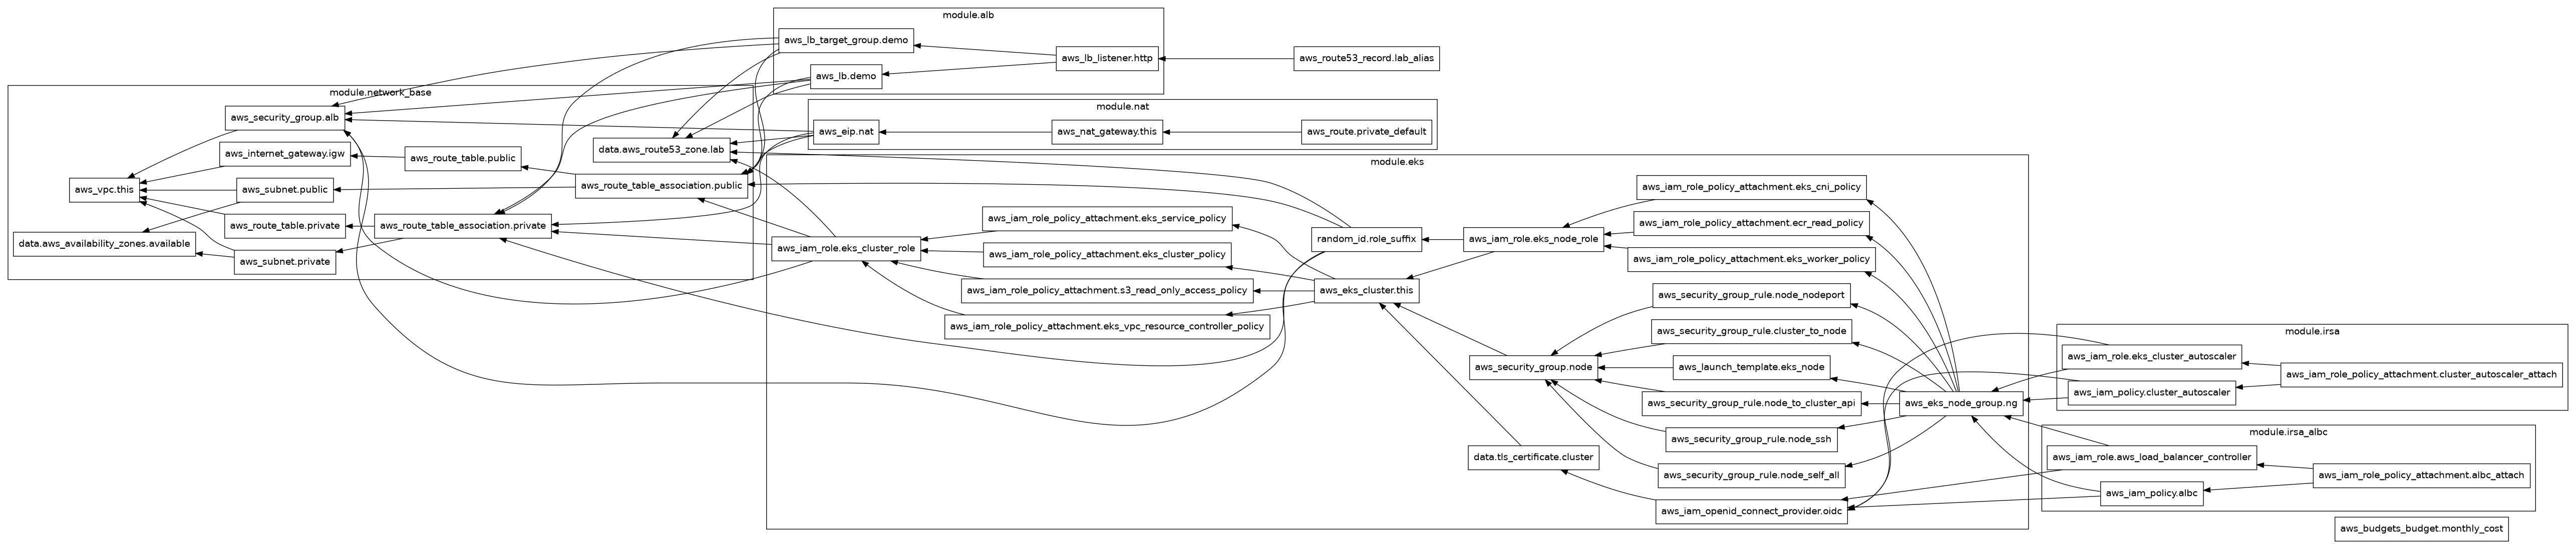 module.alb
aws_lb_target_group.demo
aws_lb_listener.http
aws_route53_record.lab_alias
aws_lb.demo
module.network_base
module.nat
aws_security_group.alb
aws_eip.nat
aws_nat_gateway.this
aws_route.private_default
data.aws_route53_zone.lab
aws_internet_gateway.igw
aws_route_table.public
module.eks
aws_vpc.this
aws_subnet.public
aws_route_table_association.public
aws_iam_role_policy_attachment.eks_cni_policy
aws_route_table.private
aws_route_table_association.private
aws_iam_role_policy_attachment.eks_service_policy
aws_iam_role_policy_attachment.ecr_read_policy
data.aws_availability_zones.available
aws_iam_role.eks_cluster_role
random_id.role_suffix
aws_iam_role.eks_node_role
aws_subnet.private
aws_iam_role_policy_attachment.eks_cluster_policy
aws_iam_role_policy_attachment.eks_worker_policy
aws_iam_role_policy_attachment.s3_read_only_access_policy
aws_eks_cluster.this
aws_security_group_rule.node_nodeport
aws_iam_role_policy_attachment.eks_vpc_resource_controller_policy
aws_security_group_rule.cluster_to_node
module.irsa
aws_iam_role.eks_cluster_autoscaler
aws_security_group.node
aws_launch_template.eks_node
aws_iam_role_policy_attachment.cluster_autoscaler_attach
aws_iam_policy.cluster_autoscaler
aws_security_group_rule.node_to_cluster_api
aws_eks_node_group.ng
module.irsa_albc
aws_security_group_rule.node_ssh
data.tls_certificate.cluster
aws_iam_role.aws_load_balancer_controller
aws_security_group_rule.node_self_all
aws_iam_role_policy_attachment.albc_attach
aws_iam_policy.albc
aws_iam_openid_connect_provider.oidc
aws_budgets_budget.monthly_cost